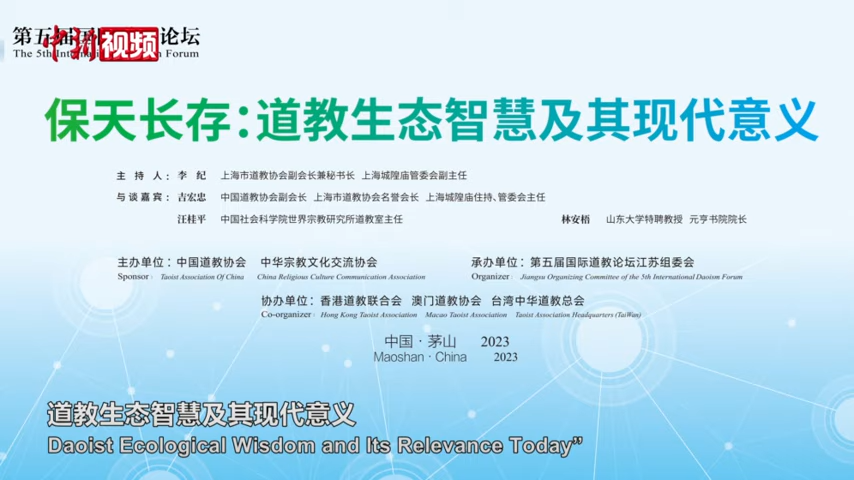 第五届国 论坛
中新视频
The 5th Inter Forum
保天长存:道教生态智慧及其现代意义
主持人: 李纪 上海市道教协会副会长兼秘书长 上海城隍庙管委会副主任
与谈嘉宾: 吉宏忠 中国道教协会副会长 上海市道教协会名誉会长 上海城隍庙住持、管委会主任
汪桂平 中国社会科学院世界宗教研究所道教室主任 林安梧 山东大学特聘教授 元亨书院院长
主办单位: 中国道教协会 中华宗教文化交流协会 承办单位: 第五届国际道教论坛江苏组委会
Sponsor: Taoist Association Of China China Religious Culture Communication Association Organizer: Jiangsu Organizing Committee of the 5th International Daoism Forum
协办单位: 香港道教联合会 澳门道教协会 台湾中华道教总会
Co-organizer: Hong Kong Taoist Association Macao Taoist Association Taoist Association Headquarters (TaiWan)
中国·茅山 2023
Maoshan·China 2023
道教生态智慧及其现代意义
Daoist Ecological Wisdom and Its Relevance Today”